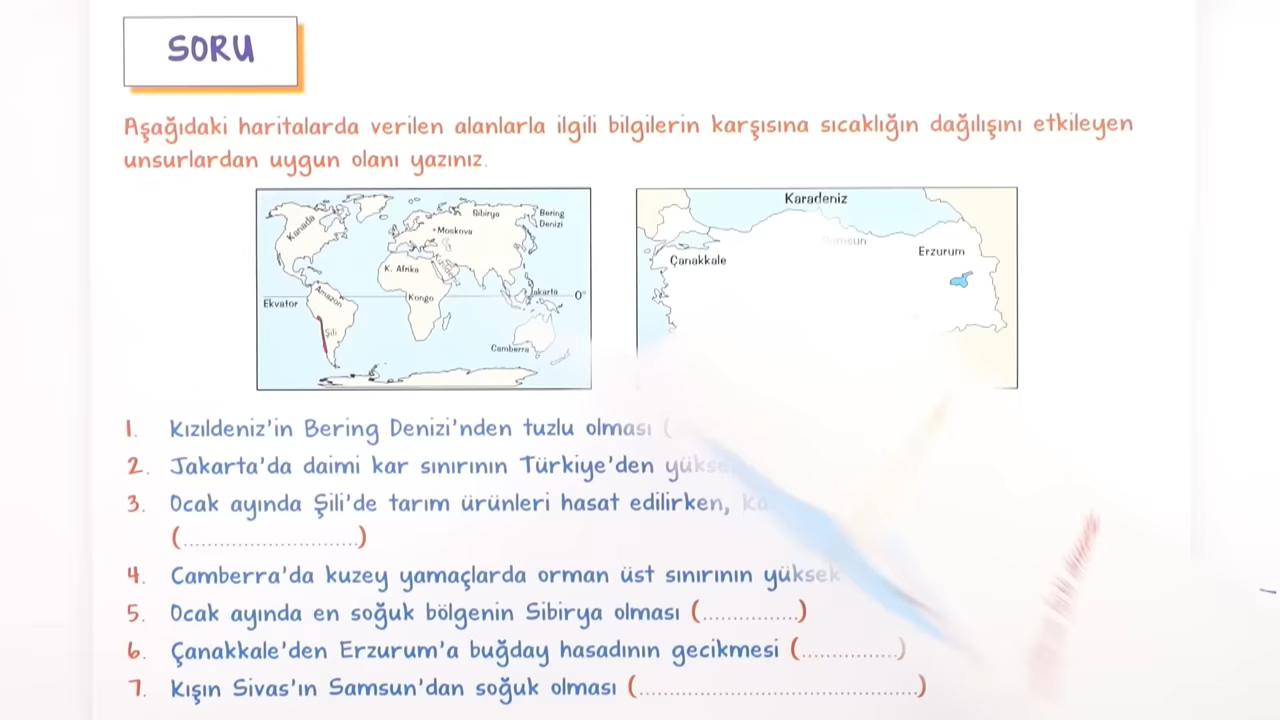 SORU
Aşağıdaki haritalarda verilen alanlarla ilgili bilgilerin karşısına sıcaklığın dağılışını etkileyen
unsurlardan uygun olanı yazınız.
Kanada
Sibirya
Bering
Denizi
Moskova
K. Afrika
Ekvator
Amazon
Kongo
Jakarta
0°
Şili
Camberra
Karadeniz
Çanakkale
Erzurum
1. Kızıldeniz'in Bering Denizi'nden tuzlu olması (
2. Jakarta'da daimi kar sınırının Türkiye'den
3. Ocak ayında Şili'de tarım ürünleri hasat edilirken,
(..........................)
4. Camberra'da kuzey yamaçlarda orman üst sınırının yüksek
5. Ocak ayında en soğuk bölgenin Sibirya olması (................)
6. Çanakkale'den Erzurum'a buğday hasadının gecikmesi (................)
7. Kışın Sivas'ın Samsun'dan soğuk olması (..............................................)